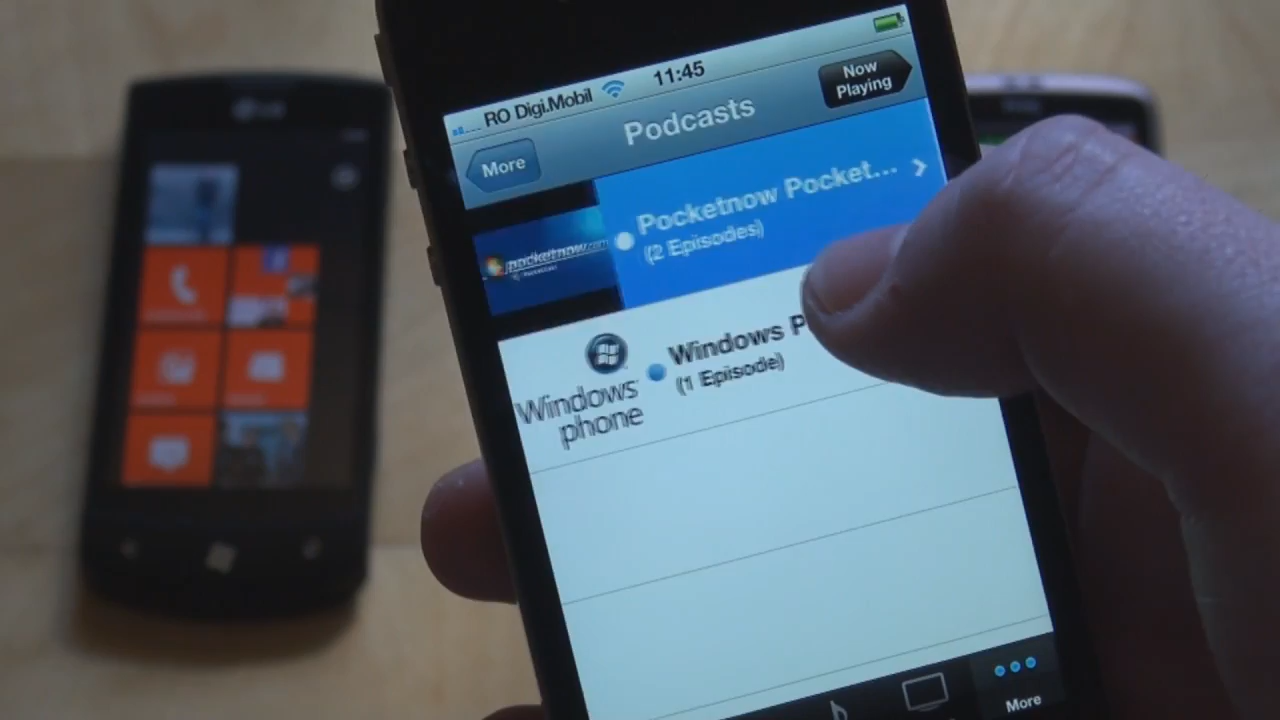 RO Digi.Mobil 11:45
More
Podcasts
Now
Playing
Pocketnow Pocket...
(2 Episodes)
pocketnow.com
Windows P
(1 Episode)
Windows
phone
More